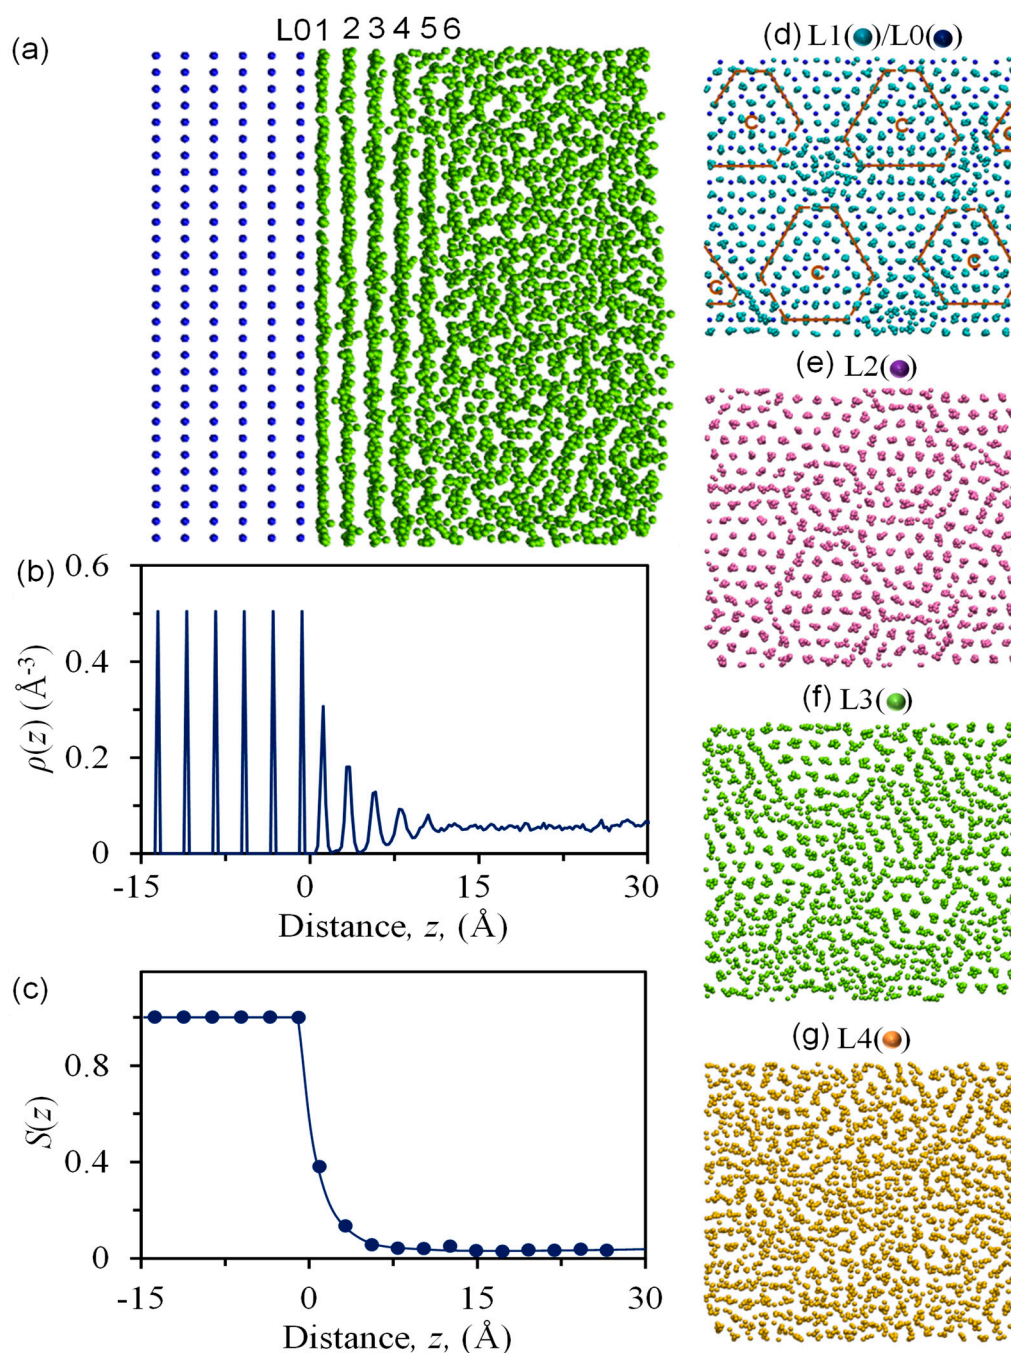 (a)
L0 1 2 3 4 5 6
(b)
0.6
0.4
0.2
0
ρ(z) (Å⁻³)
-15 0 15 30
Distance, z, (Å)
(c)
0.8
0.4
0
S(z)
-15 0 15 30
Distance, z, (Å)
(d) L1( )/L0( )
C C C
C C C
(e) L2( )
(f) L3( )
(g) L4( )